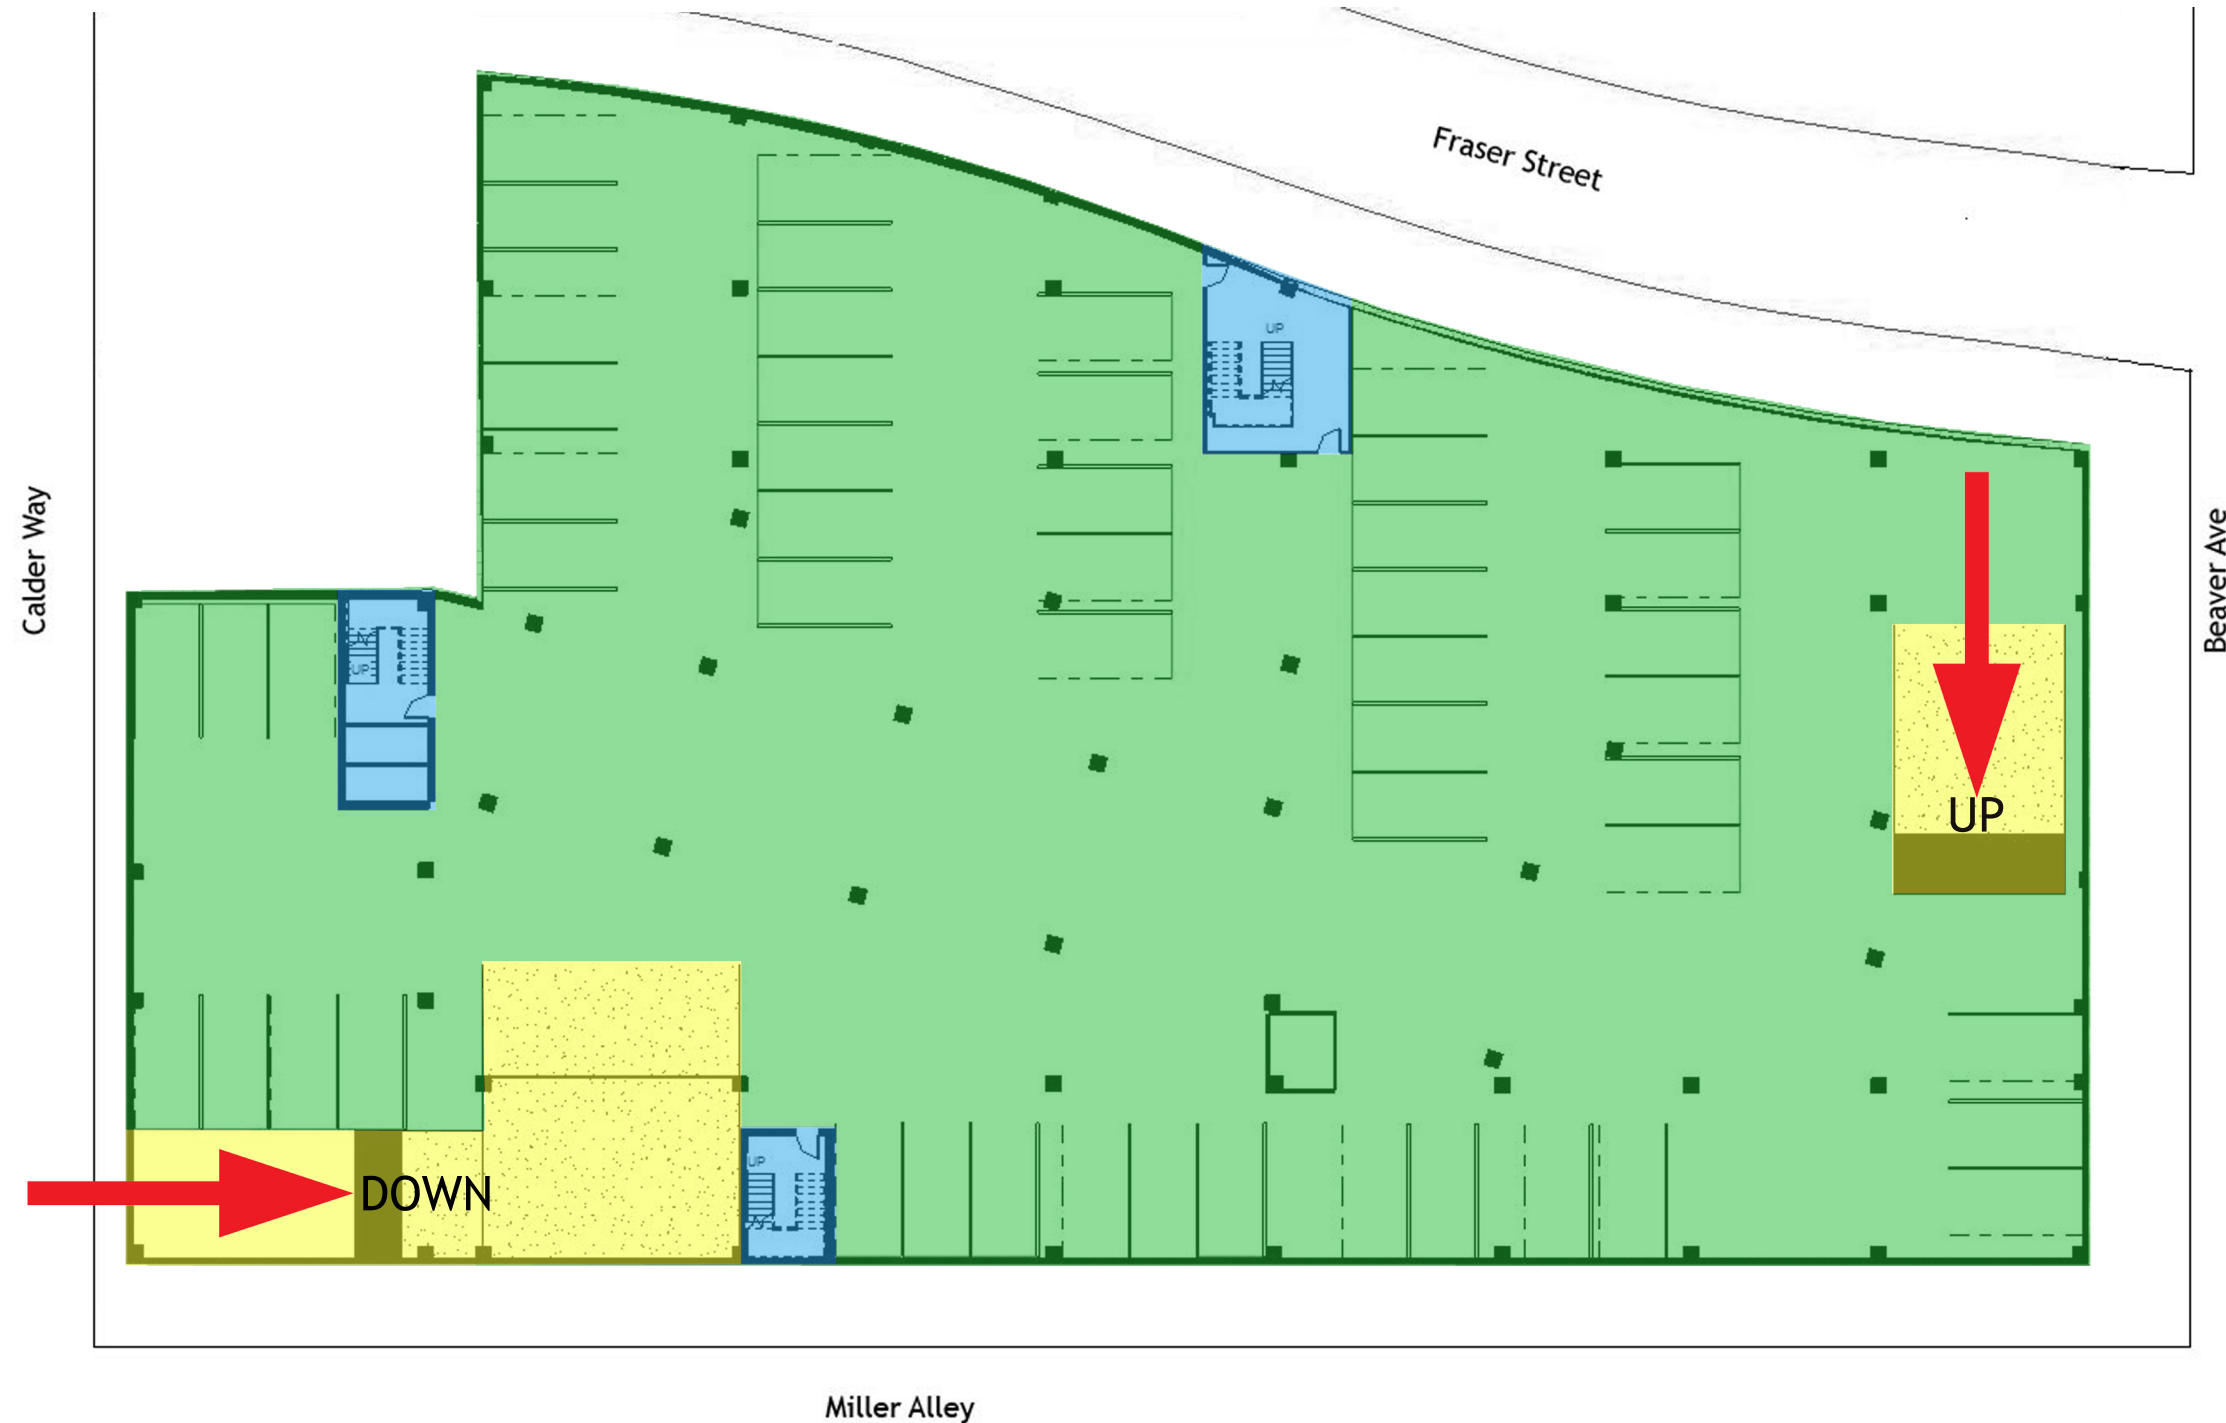 Fraser Street
UP
Calder Way
Beaver Ave
UP
UP
UP
DOWN
Miller Alley